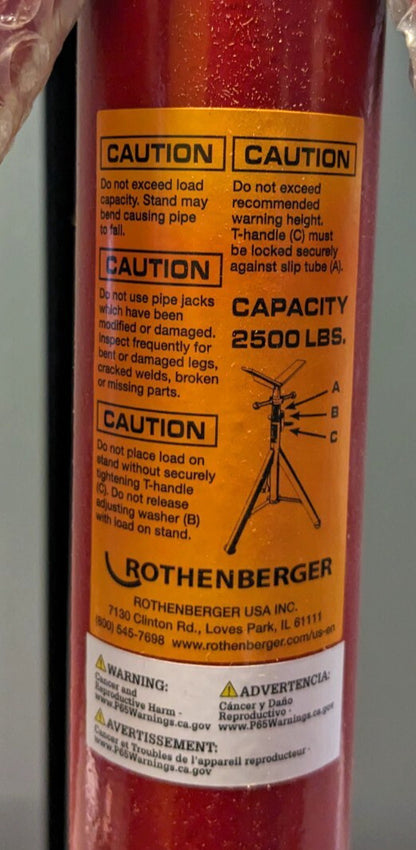 CAUTION
Do not exceed load
capacity. Stand may
bend causing pipe
to fall.
CAUTION
Do not use pipe jacks
which have been
modified or damaged.
Inspect frequently for
bent or damaged legs,
cracked welds, broken
or missing parts.
CAUTION
Do not place load on
stand without securely
tightening T-handle
(C). Do not release
adjusting washer (B)
with load on stand.
CAUTION
Do not exceed
recommended
warning height.
T-handle (C) must
be locked securely
against slip tube (A).
CAPACITY
2500 LBS.
A
B
C
ROTHENBERGER
ROTHENBERGER USA INC.
7130 Clinton Rd., Loves Park, IL 61111
(800) 545-7698 www.rothenberger.com/us-en
WARNING:
Cancer and
Reproductive Harm -
www.P65Warnings.ca.gov
ADVERTENCIA:
Cáncer y Daño
Reproductivo -
www.P65Warnings.ca.gov
AVERTISSEMENT:
Cancer et Troubles de l'appareil reproducteur -
www.P65Warnings.ca.gov